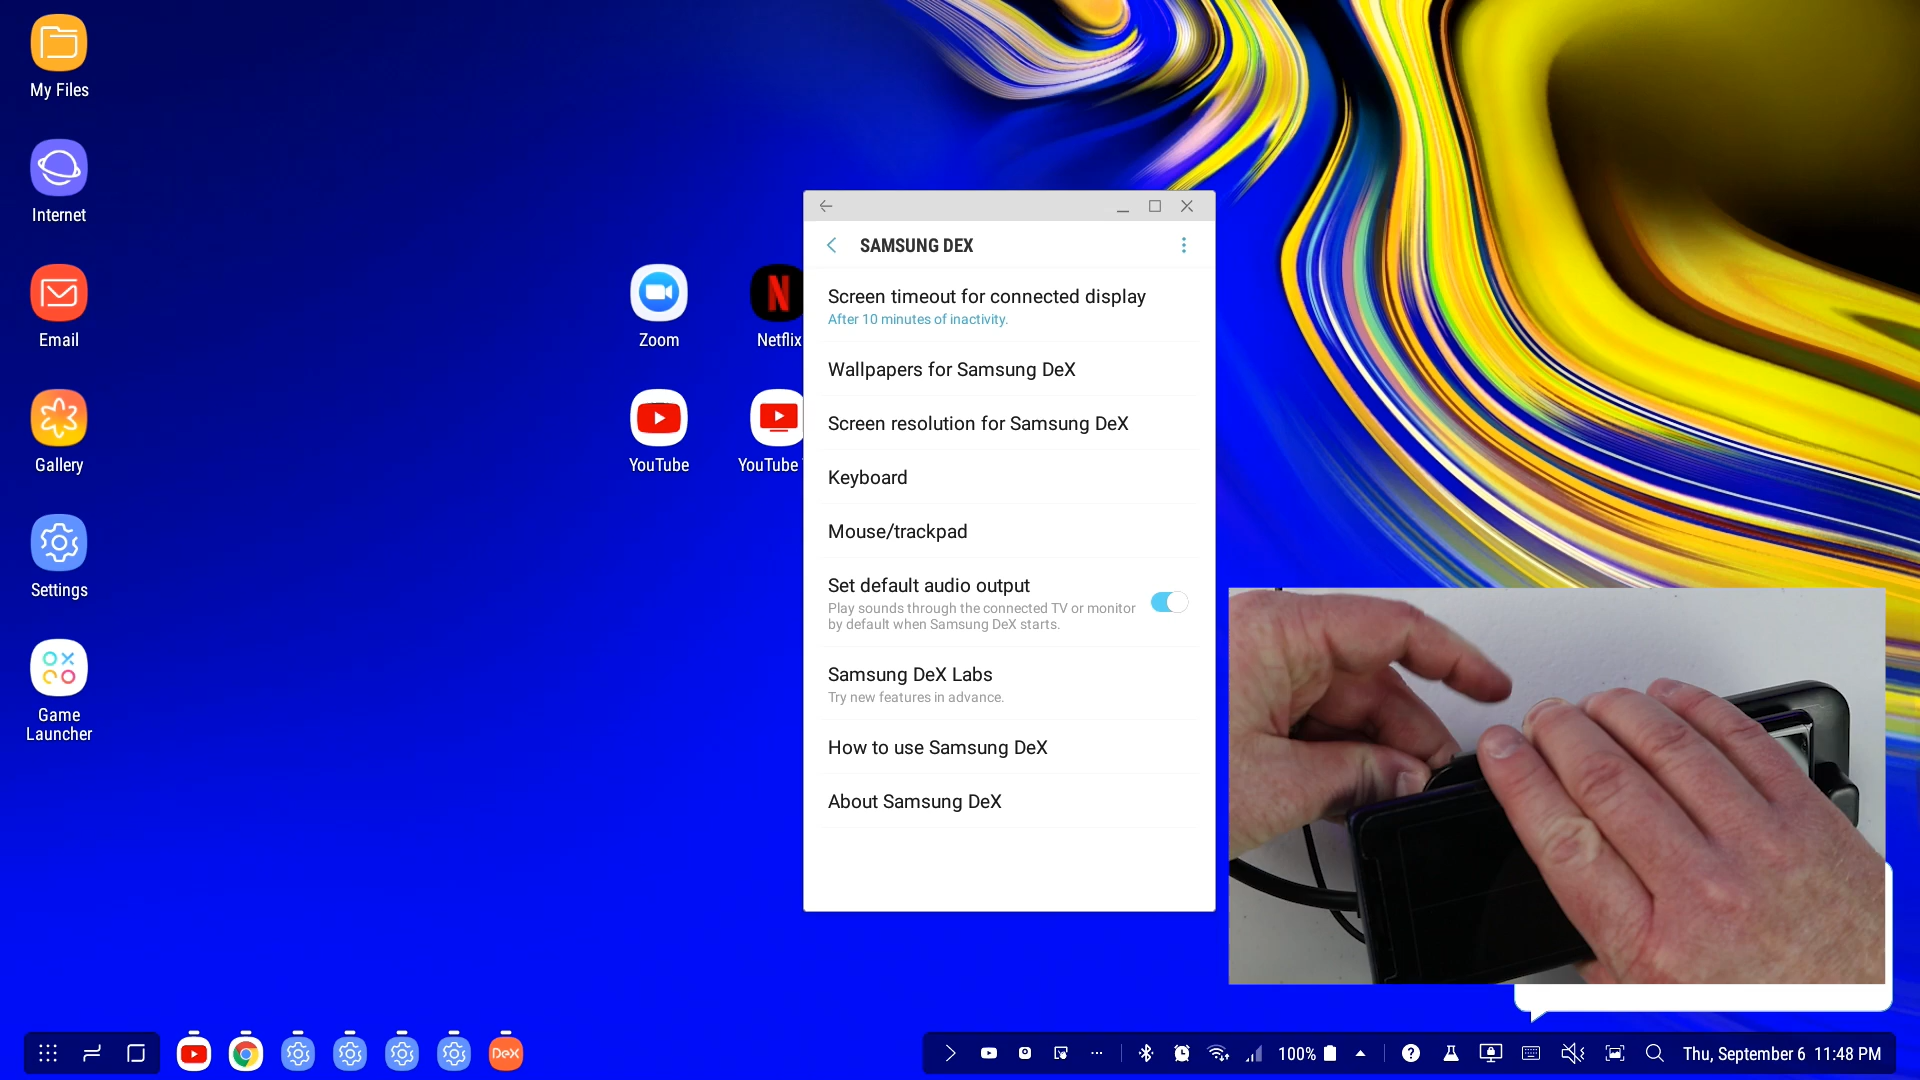 My Files
Internet
Email
Gallery
Settings
Game
Launcher
Zoom
Netflix
YouTube
YouTube
SAMSUNG DEX
Screen timeout for connected display
After 10 minutes of inactivity.
Wallpapers for Samsung DeX
Screen resolution for Samsung DeX
Keyboard
Mouse/trackpad
Set default audio output
Play sounds through the connected TV or monitor
by default when Samsung DeX starts.
Samsung DeX Labs
Try new features in advance.
How to use Samsung DeX
About Samsung DeX
DeX
100%
Thu, September 6 11:48 PM